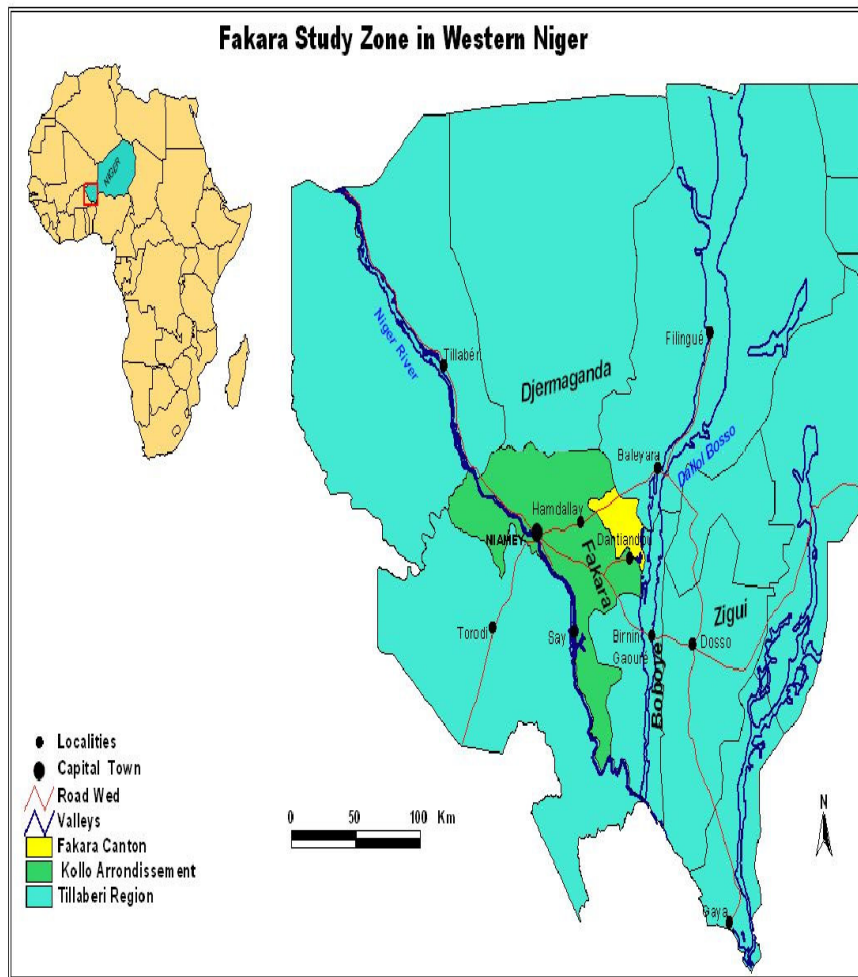 Fakara Study Zone in Western Niger
NIGER
Niger River
Tillabér
Filingué
Djermaganda
Baleyara
Dallol Bosso
Hamdallay
Dantiandou
NIAMEY
Fakara
Zigui
Torodi
Say
Birnin
Gaouré
Dosso
Boboye
Gaya
Localities
Capital Town
Road Wed
Valleys
Fakara Canton
Kollo Arrondissement
Tillaberi Region
0 50 100 Km
N